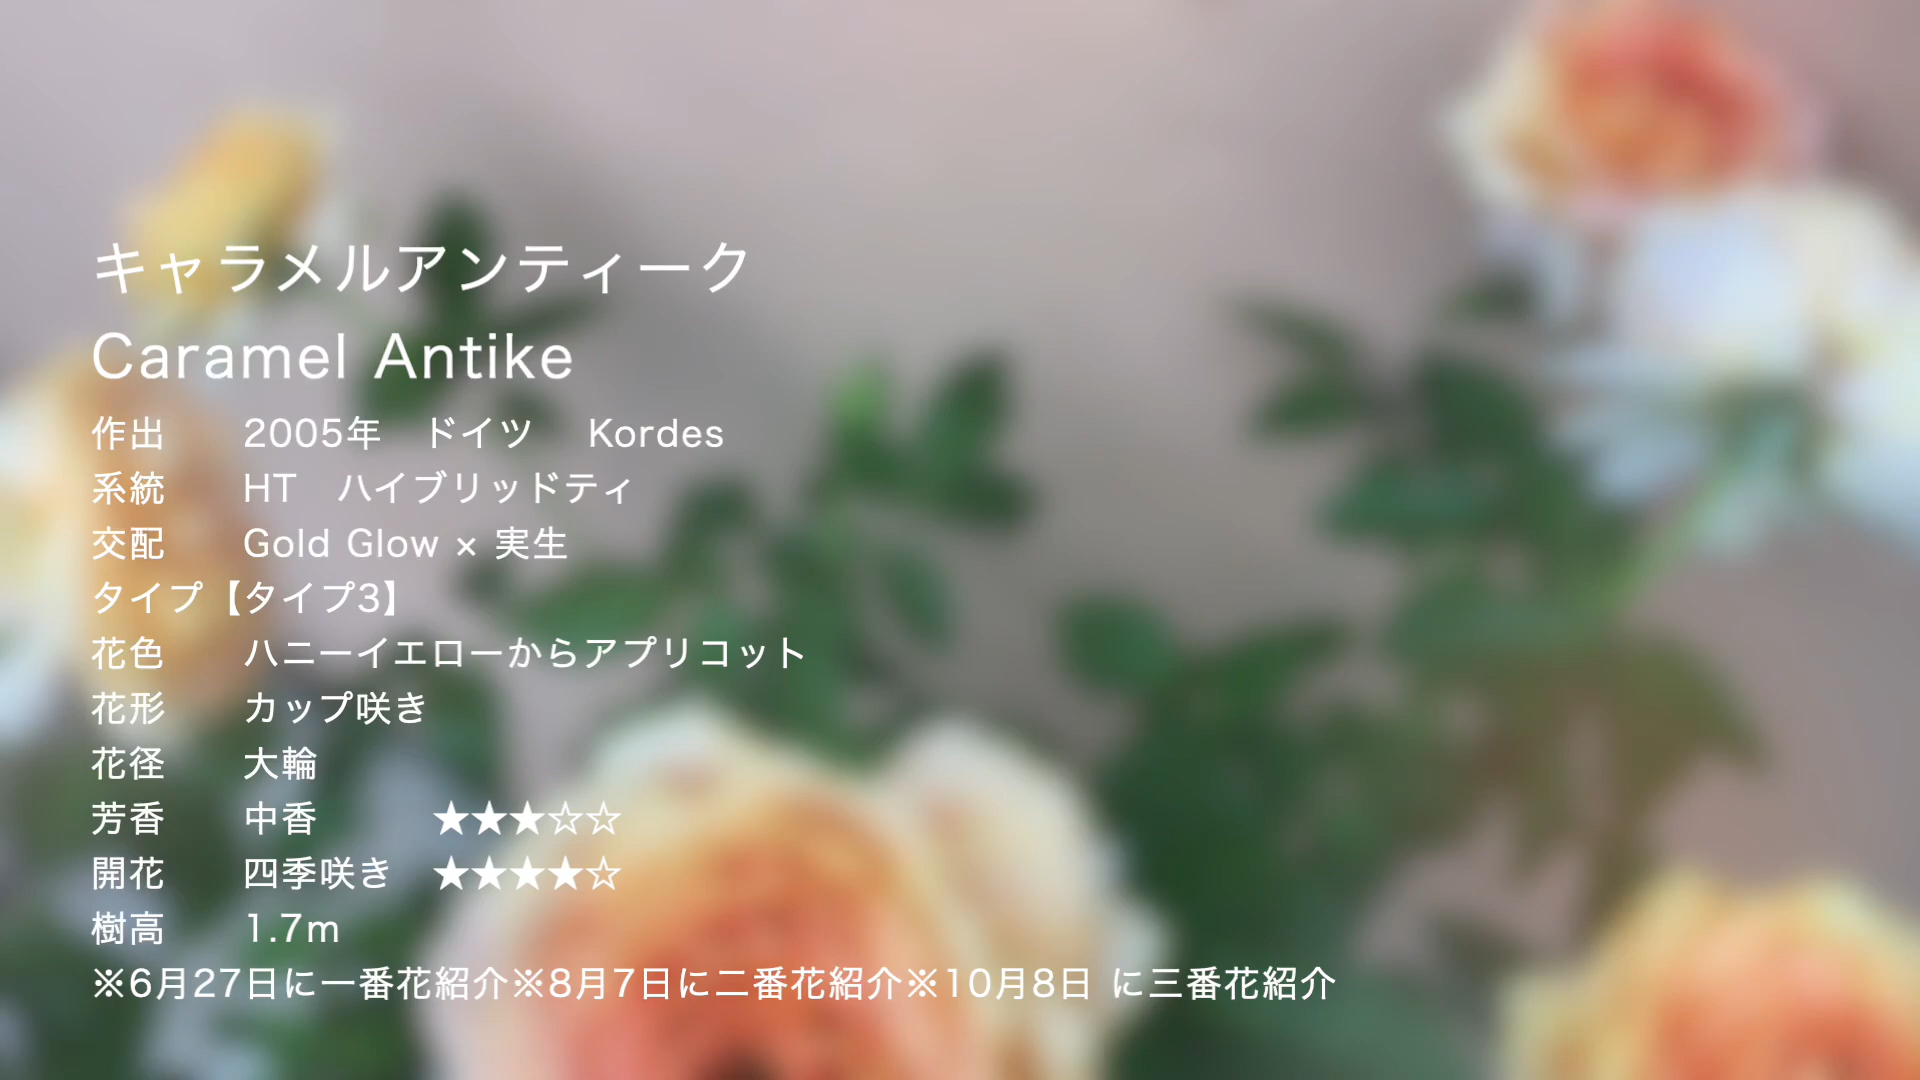 キャラメルアンティーク
Caramel Antike
作出　　2005年　ドイツ　Kordes
系統　　HT　ハイブリッドティ
交配　　Gold Glow × 実生
タイプ【タイプ3】
花色　　ハニーイエローからアプリコット
花形　　カップ咲き
花径　　大輪
芳香　　中香　　　★★★☆☆
開花　　四季咲き　★★★★☆
樹高　　1.7m
※6月27日に一番花紹介※8月7日に二番花紹介※10月8日 に三番花紹介